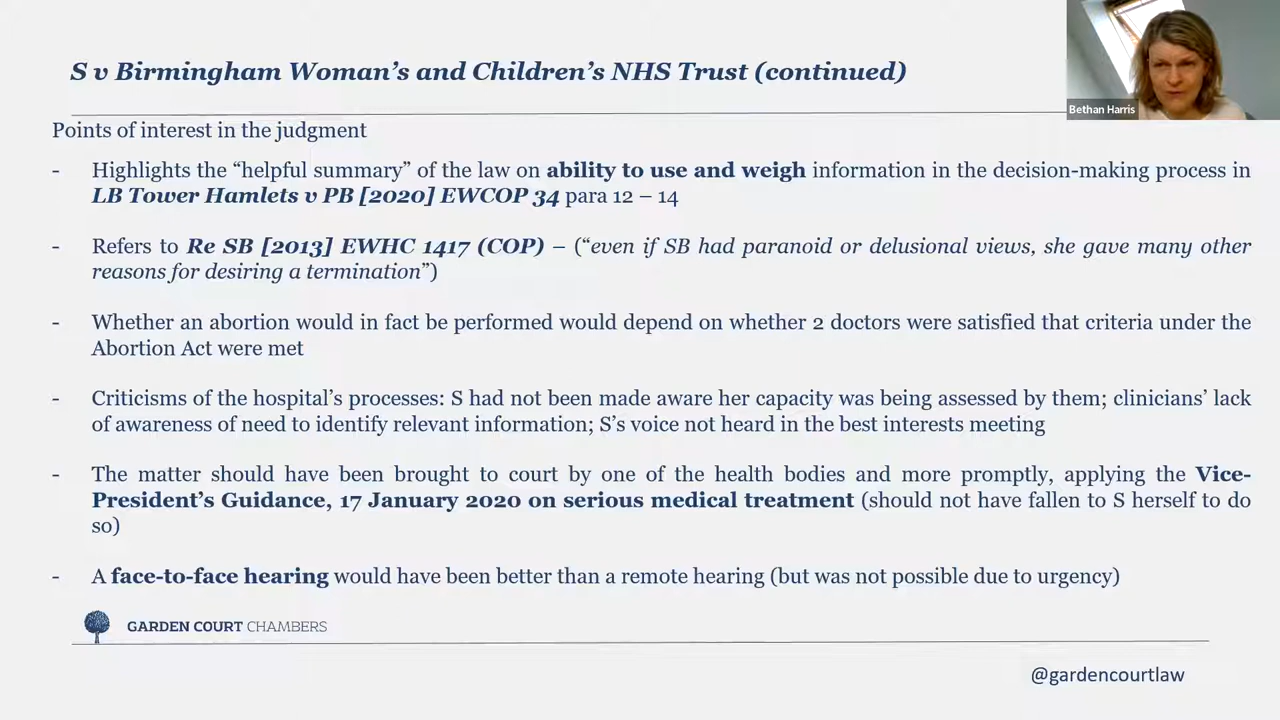 S v Birmingham Woman's and Children's NHS Trust (continued)
Bethan Harris
Points of interest in the judgment
- Highlights the “helpful summary” of the law on ability to use and weigh information in the decision-making process in
LB Tower Hamlets v PB [2020] EWCOP 34 para 12 – 14
- Refers to Re SB [2013] EWHC 1417 (COP) – (“even if SB had paranoid or delusional views, she gave many other
reasons for desiring a termination”)
- Whether an abortion would in fact be performed would depend on whether 2 doctors were satisfied that criteria under the
Abortion Act were met
- Criticisms of the hospital's processes: S had not been made aware her capacity was being assessed by them; clinicians' lack
of awareness of need to identify relevant information; S's voice not heard in the best interests meeting
- The matter should have been brought to court by one of the health bodies and more promptly, applying the Vice-
President's Guidance, 17 January 2020 on serious medical treatment (should not have fallen to S herself to do
so)
- A face-to-face hearing would have been better than a remote hearing (but was not possible due to urgency)
GARDEN COURT CHAMBERS
@gardencourtlaw